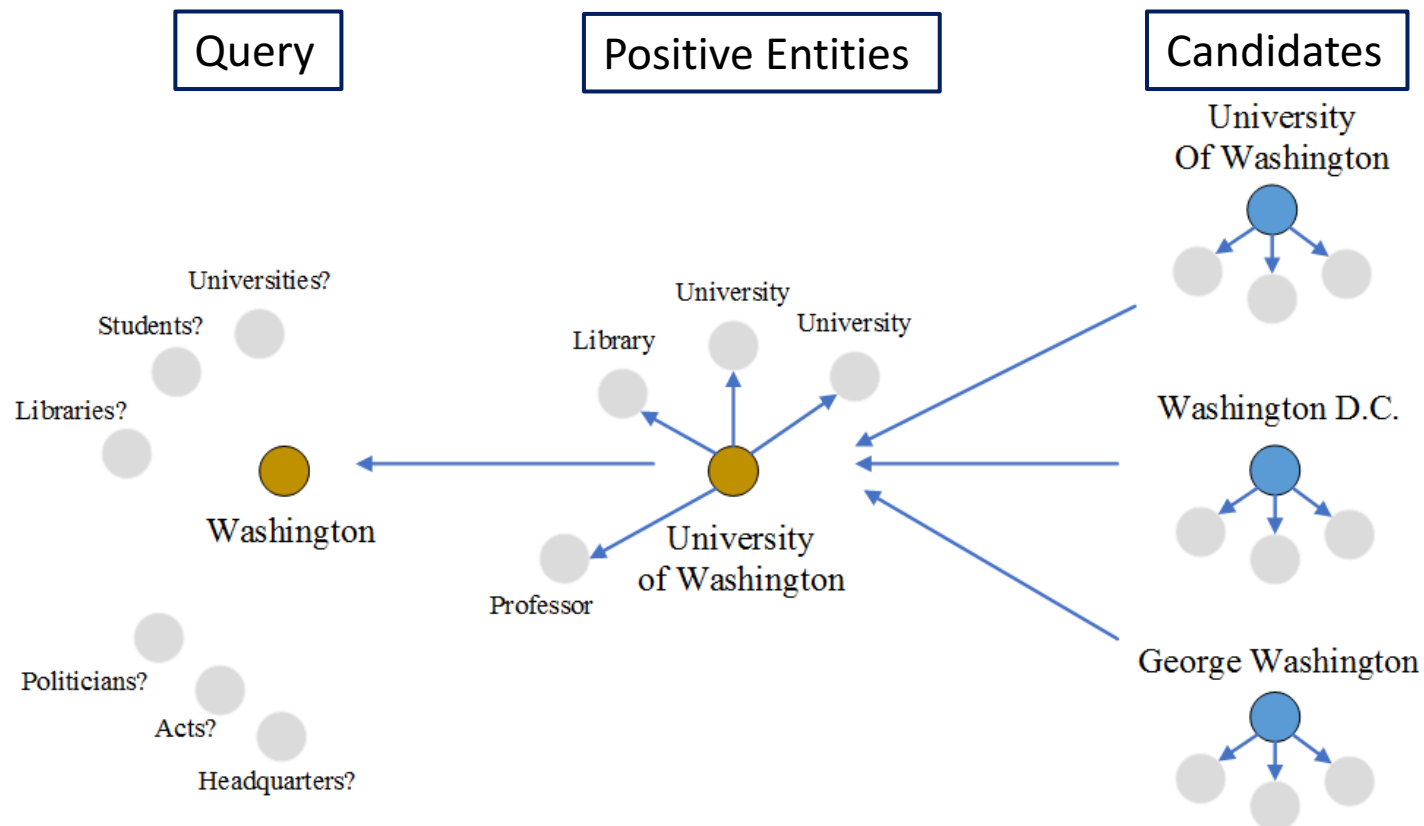 Query
Positive Entities
Candidates
University
Of Washington
Universities?
Students?
Libraries?
Washington
Politicians?
Acts?
Headquarters?
University
University
Library
University
of Washington
Professor
Washington D.C.
George Washington